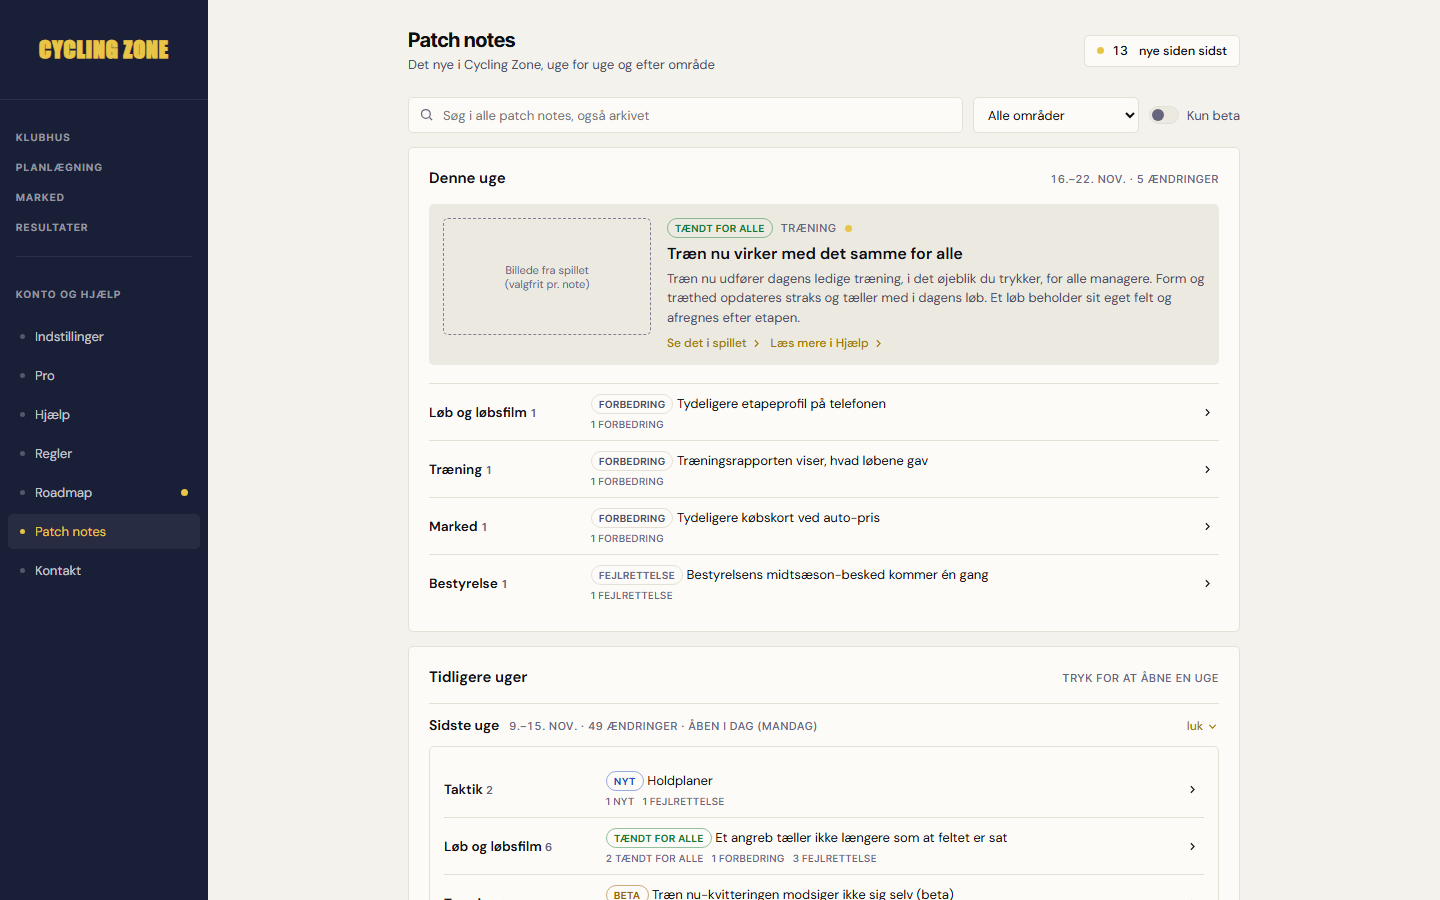 CYCLING ZONE
KLUBHUS
PLANLÆGNING
MARKED
RESULTATER
KONTO OG HJÆLP
Indstillinger
Pro
Hjælp
Regler
Roadmap
Patch notes
Kontakt
Patch notes
Det nye i Cycling Zone, uge for uge og efter område
13 nye siden sidst
Søg i alle patch notes, også arkivet
Alle områder
Kun beta
Denne uge
16.–22. NOV. · 5 ÆNDRINGER
Billede fra spillet
(valgfrit pr. note)
TÆNDT FOR ALLE TRÆNING
Træn nu virker med det samme for alle
Træn nu udfører dagens ledige træning, i det øjeblik du trykker, for alle managere. Form og
træthed opdateres straks og tæller med i dagens løb. Et løb beholder sit eget felt og
afregnes efter etapen.
Se det i spillet Læs mere i Hjælp
Løb og løbsfilm 1
FORBEDRING Tydeligere etapeprofil på telefonen
1 FORBEDRING
Træning 1
FORBEDRING Træningsrapporten viser, hvad løbene gav
1 FORBEDRING
Marked 1
FORBEDRING Tydeligere købskort ved auto-pris
1 FORBEDRING
Bestyrelse 1
FEJLRETTELSE Bestyrelsens midtsæson-besked kommer én gang
1 FEJLRETTELSE
Tidligere uger
TRYK FOR AT ÅBNE EN UGE
Sidste uge 9.–15. NOV. · 49 ÆNDRINGER · ÅBEN I DAG (MANDAG)
luk
Taktik 2
NYT Holdplaner
1 NYT 1 FEJLRETTELSE
Løb og løbsfilm 6
TÆNDT FOR ALLE Et angreb tæller ikke længere som at feltet er sat
2 TÆNDT FOR ALLE 1 FORBEDRING 3 FEJLRETTELSE
BETA Træn nu-kvitteringen modsiger ikke sig selv (beta)